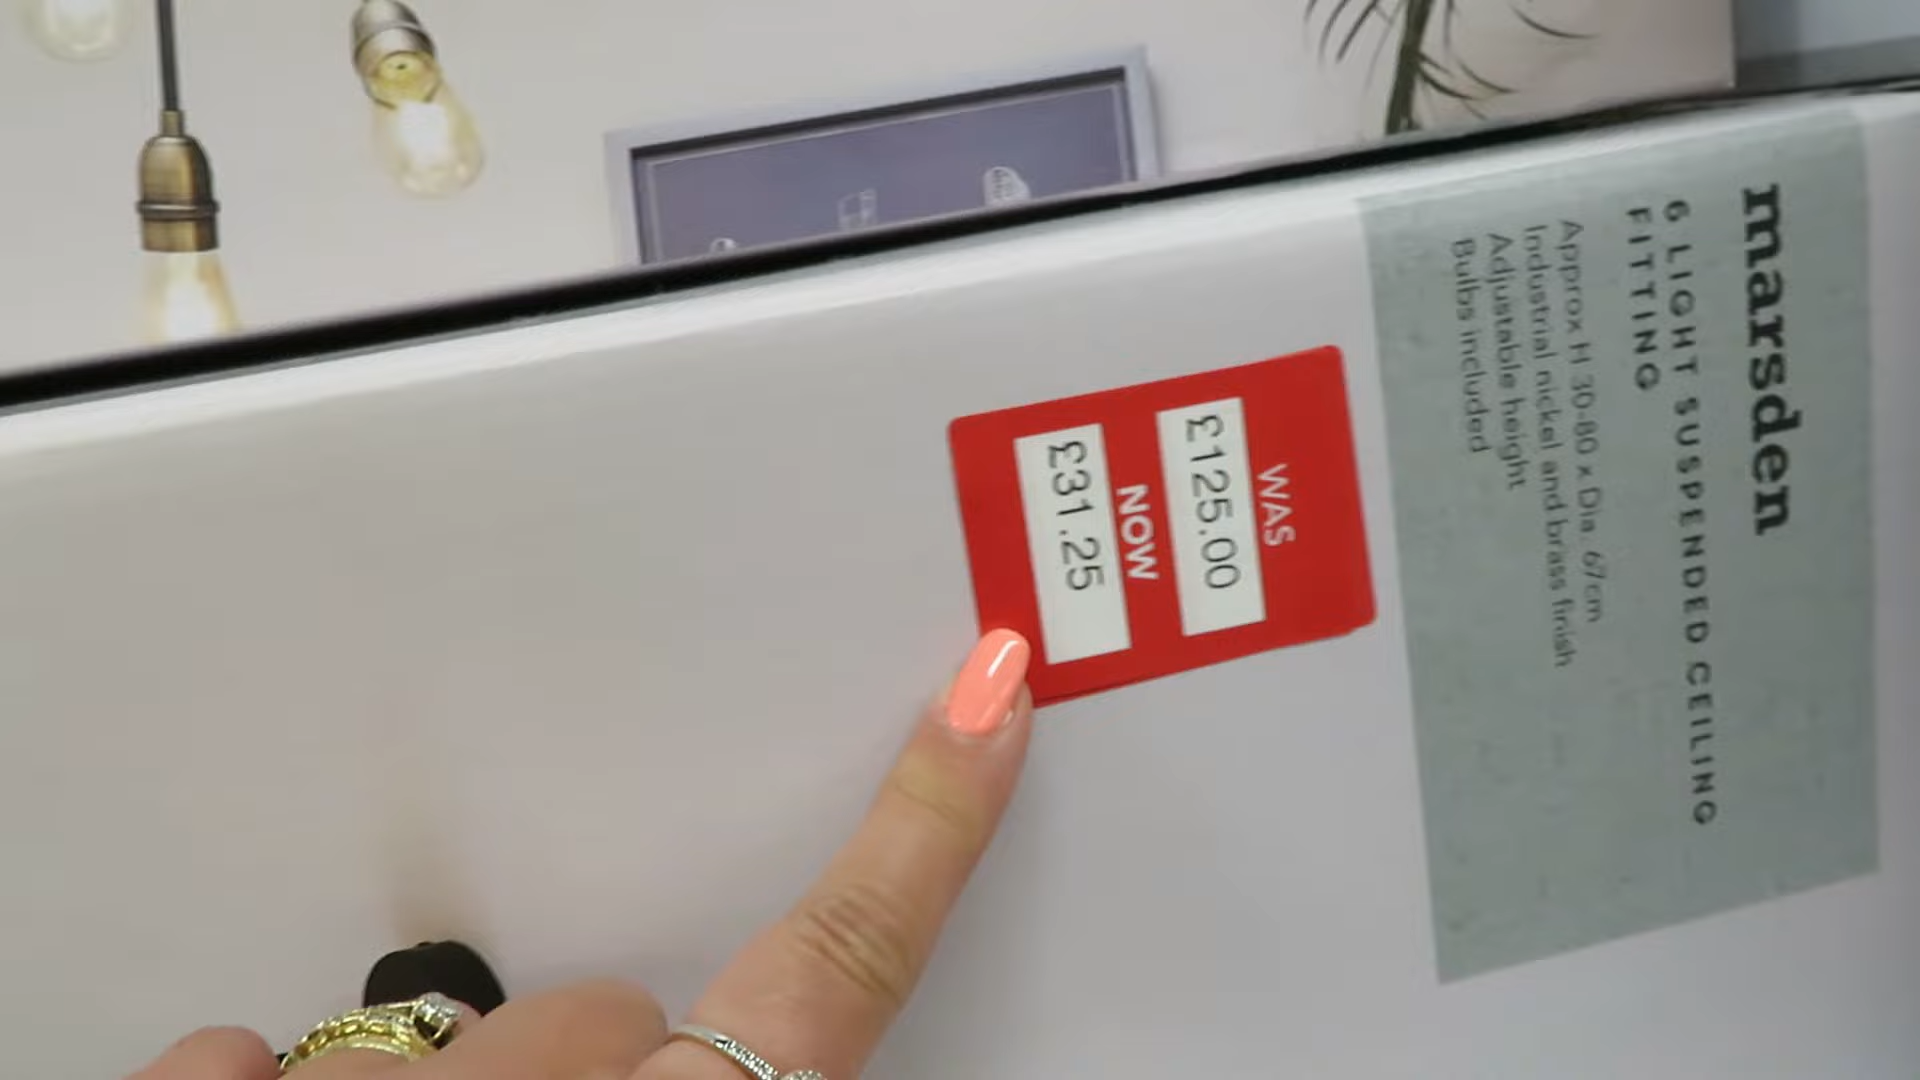 marsden
6 LIGHT SUSPENDED CEILING
FITTING
Approx H 30-80 x Dia. 67cm
Industrial nickel and brass finish
Adjustable height
Bulbs included
WAS
£125.00
NOW
£31.25